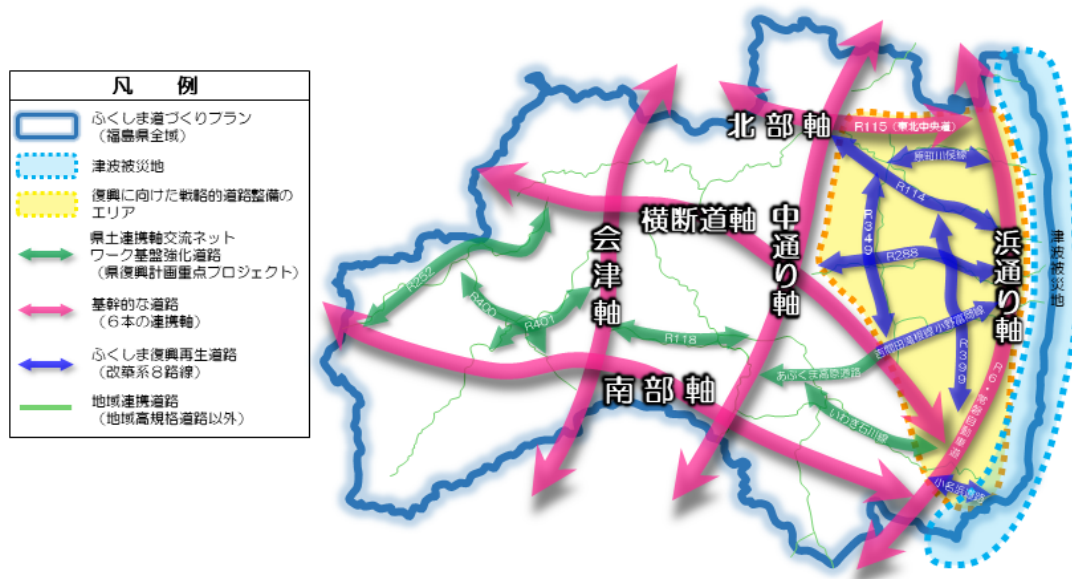 凡　例
ふくしま道づくりプラン
（福島県全域）
津波被災地
復興に向けた戦略的道路整備の
エリア
県土連携軸交流ネット
ワーク基盤強化道路
（県復興計画重点プロジェクト）
基幹的な道路
（６本の連携軸）
ふくしま復興再生道路
（改築系８路線）
地域連携道路
（地域高規格道路以外）
北部軸
R115（東北中央道）
原町川俣線
R114
横断道軸
中通り軸
会津軸
浜通り軸
津波被災地
R349
R288
R252
R400
R401
R118
吉間田滝根線
小野富岡線
R399
あぶくま高原道路
いわき石川線
南部軸
R6・常磐自動車道
小名浜道路